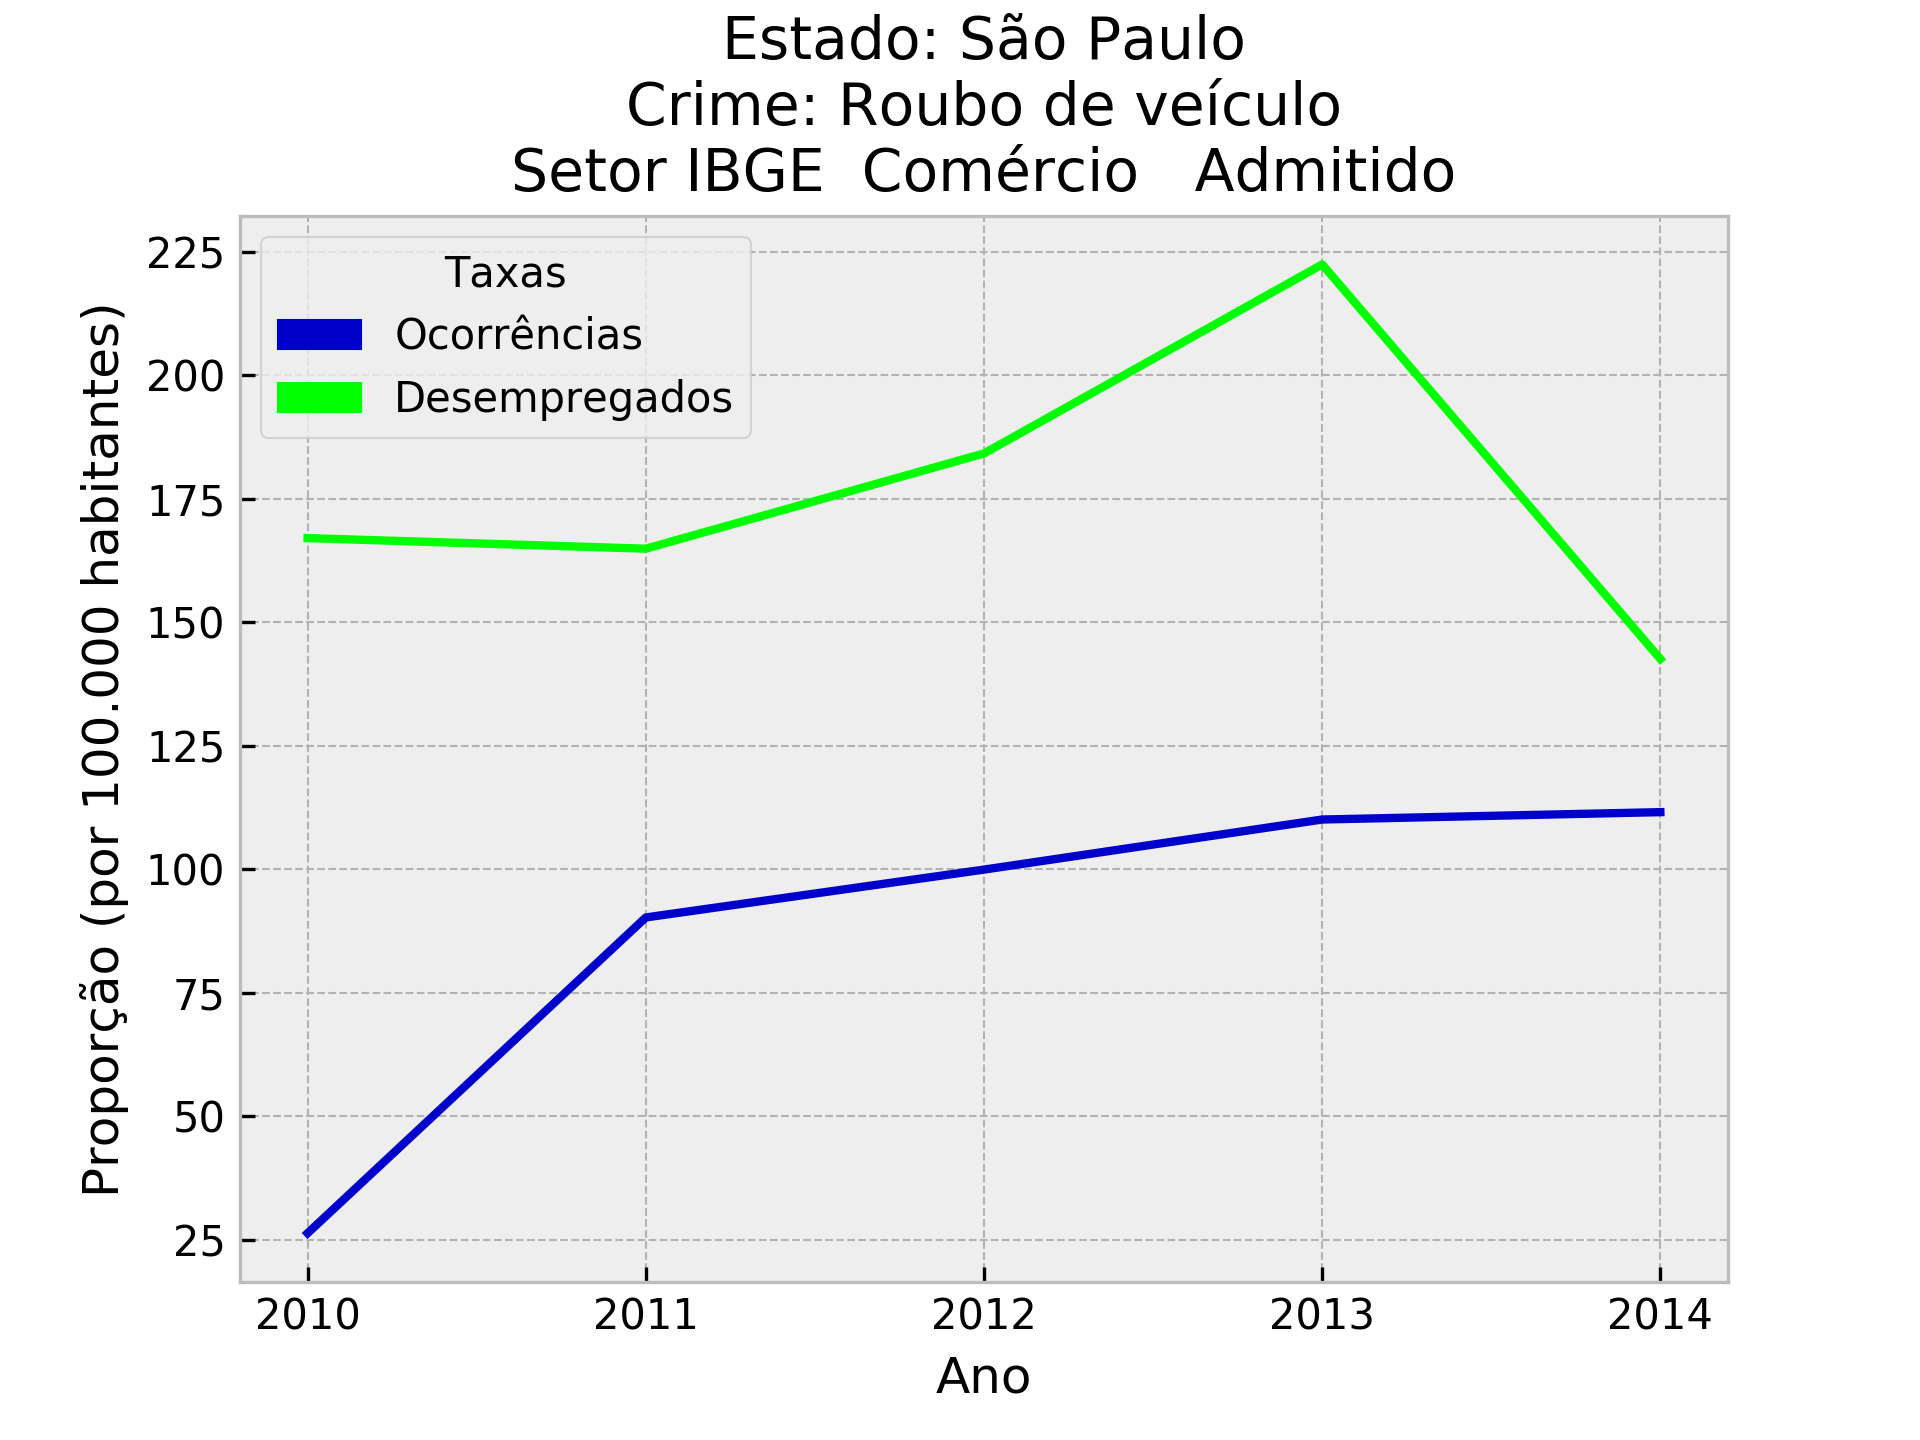 Estado: São Paulo
Crime: Roubo de veículo
Setor IBGE  Comércio   Admitido
Taxas
Ocorrências
Desempregados
Proporção (por 100.000 habitantes)
225
200
175
150
125
100
75
50
25
2010 2011 2012 2013 2014
Ano